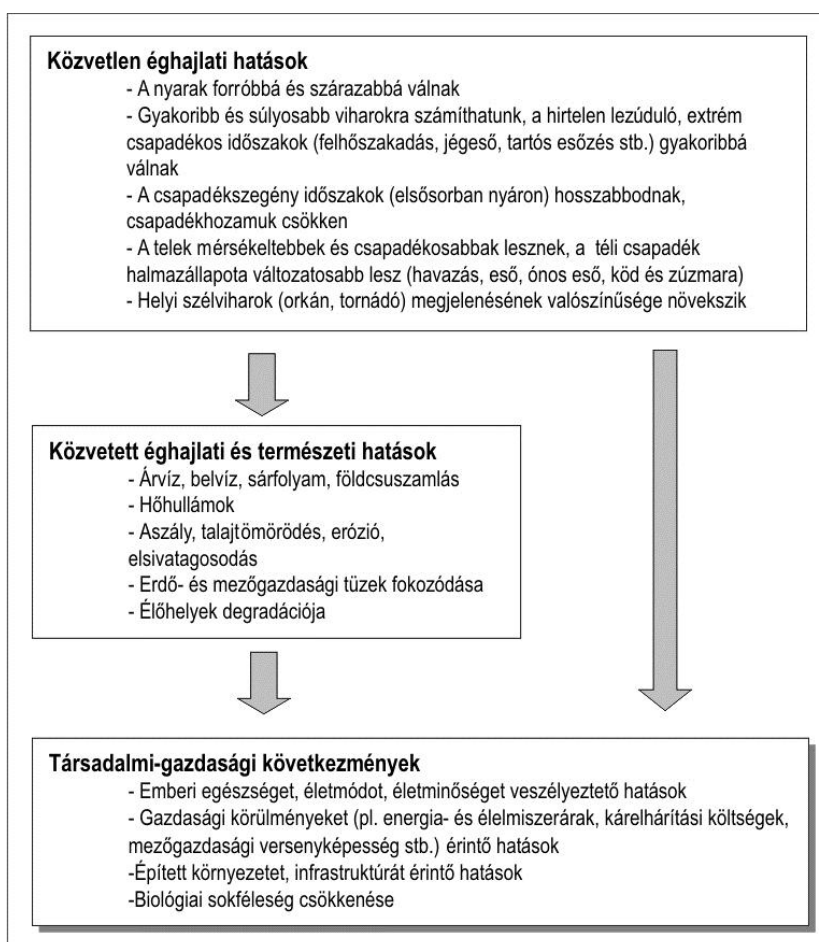 Közvetlen éghajlati hatások
- A nyarak forróbbá és szárazabbá válnak
- Gyakoribb és súlyosabb viharokra számíthatunk, a hirtelen lezúduló, extrém
csapadékos időszakok (felhőszakadás, jégeső, tartós esőzés stb.) gyakoribbá
válnak
- A csapadékszegény időszakok (elsősorban nyáron) hosszabbodnak,
csapadékhozamuk csökken
- A telek mérsékeltebbek és csapadékosabbak lesznek, a téli csapadék
halmazállapota változatosabb lesz (havazás, eső, ónos eső, köd és zúzmara)
- Helyi szélviharok (orkán, tornádó) megjelenésének valószínűsége növekszik
Közvetett éghajlati és természeti hatások
- Árvíz, belvíz, sárfolyam, földcsuszamlás
- Hőhullámok
- Aszály, talajtömörödés, erózió,
elsivatagosodás
- Erdő- és mezőgazdasági tüzek fokozódása
- Élőhelyek degradációja
Társadalmi-gazdasági következmények
- Emberi egészséget, életmódot, életminőséget veszélyeztető hatások
- Gazdasági körülményeket (pl. energia- és élelmiszerárak, kárelhárítási költségek,
mezőgazdasági versenyképesség stb.) érintő hatások
-Épített környezetet, infrastruktúrát érintő hatások
-Biológiai sokféleség csökkenése